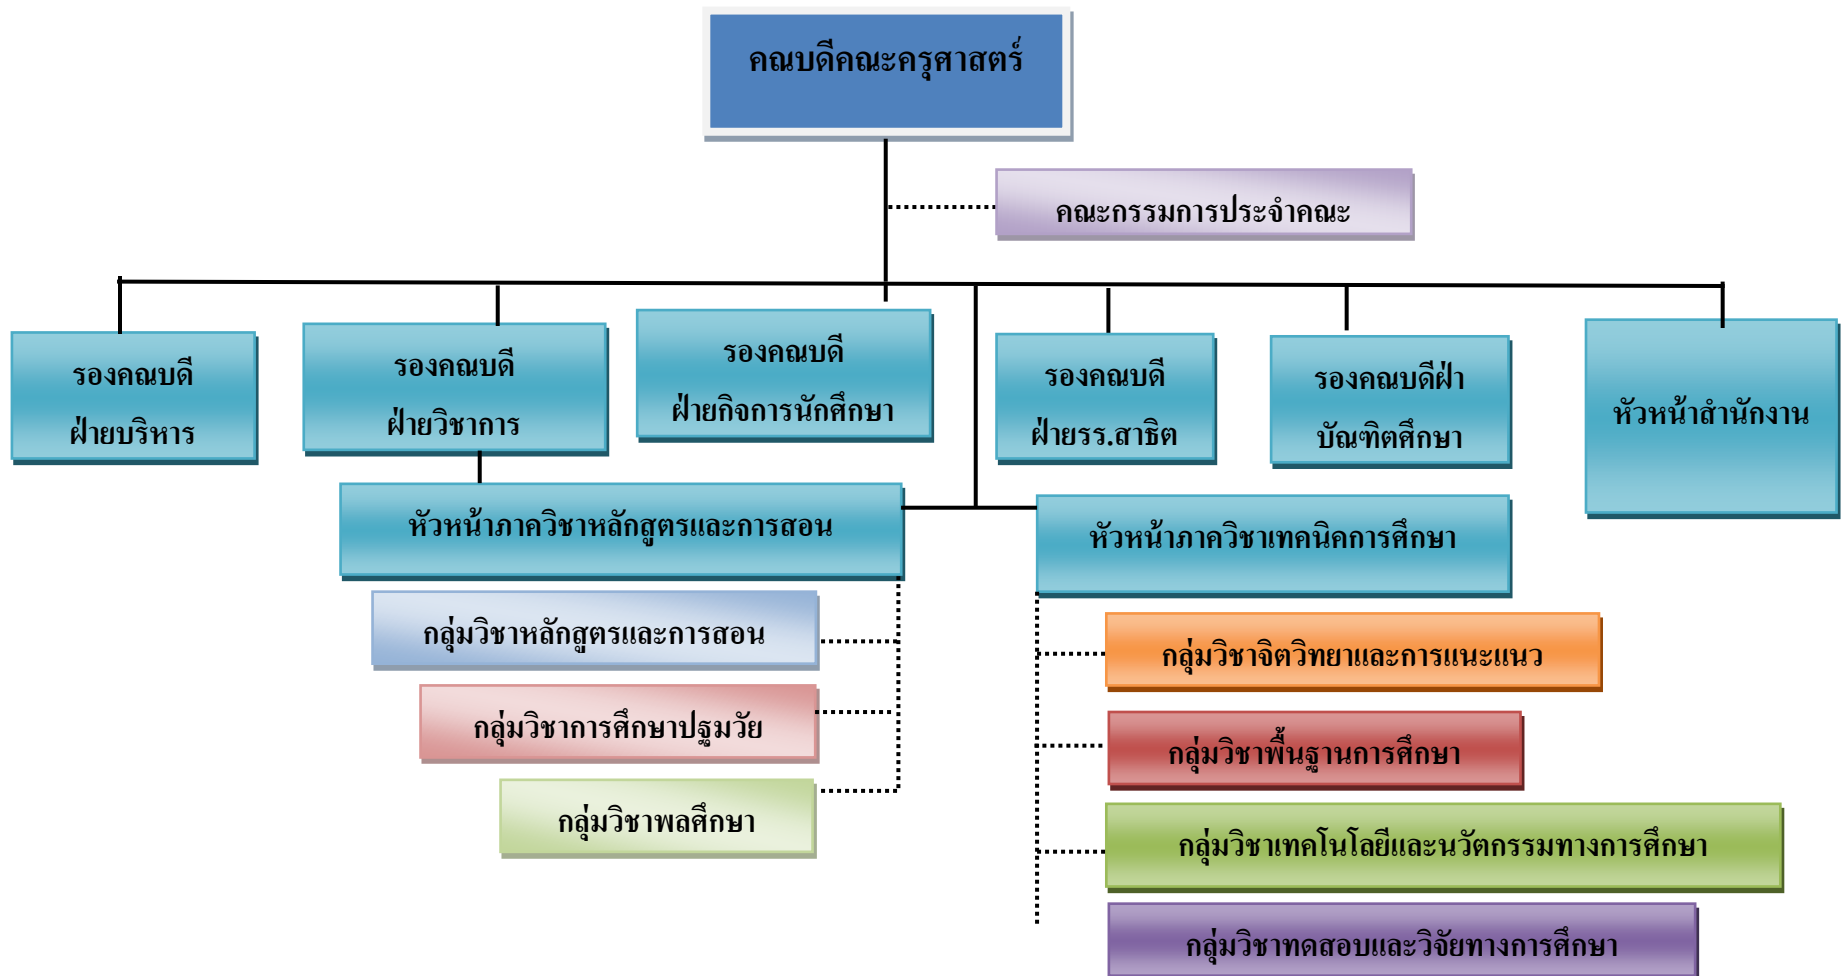 คณบดีคณะครุศาสตร์
คณะกรรมการประจำคณะ
รองคณบดี
ฝ่ายบริหาร
รองคณบดี
ฝ่ายวิชาการ
รองคณบดี
ฝ่ายกิจการนักศึกษา
รองคณบดี
ฝ่ายรร.สาธิต
รองคณบดีฝ่า
บัณฑิตศึกษา
หัวหน้าสำนักงาน
หัวหน้าภาควิชาหลักสูตรและการสอน
กลุ่มวิชาหลักสูตรและการสอน
กลุ่มวิชาการศึกษาปฐมวัย
กลุ่มวิชาพลศึกษา
หัวหน้าภาควิชาเทคนิคการศึกษา
กลุ่มวิชาจิตวิทยาและการแนะแนว
กลุ่มวิชาพื้นฐานการศึกษา
กลุ่มวิชาเทคโนโลยีและนวัตกรรมทางการศึกษา
กลุ่มวิชาทดสอบและวิจัยทางการศึกษา